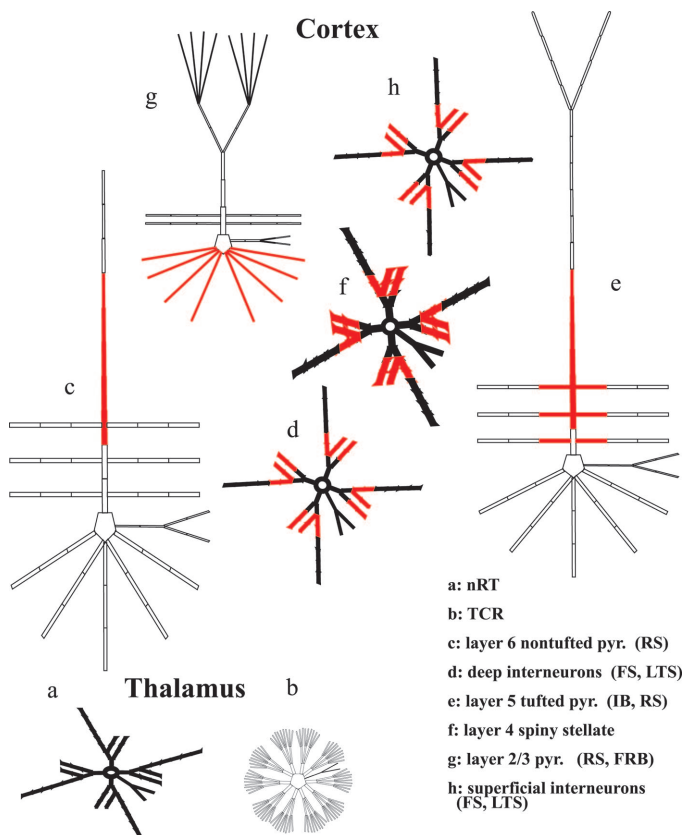 Cortex
g
h
f
e
c
d
a: nRT
b: TCR
c: layer 6 nontufted pyr. (RS)
d: deep interneurons (FS, LTS)
e: layer 5 tufted pyr. (IB, RS)
f: layer 4 spiny stellate
g: layer 2/3 pyr. (RS, FRB)
h: superficial interneurons
(FS, LTS)
a
Thalamus
b